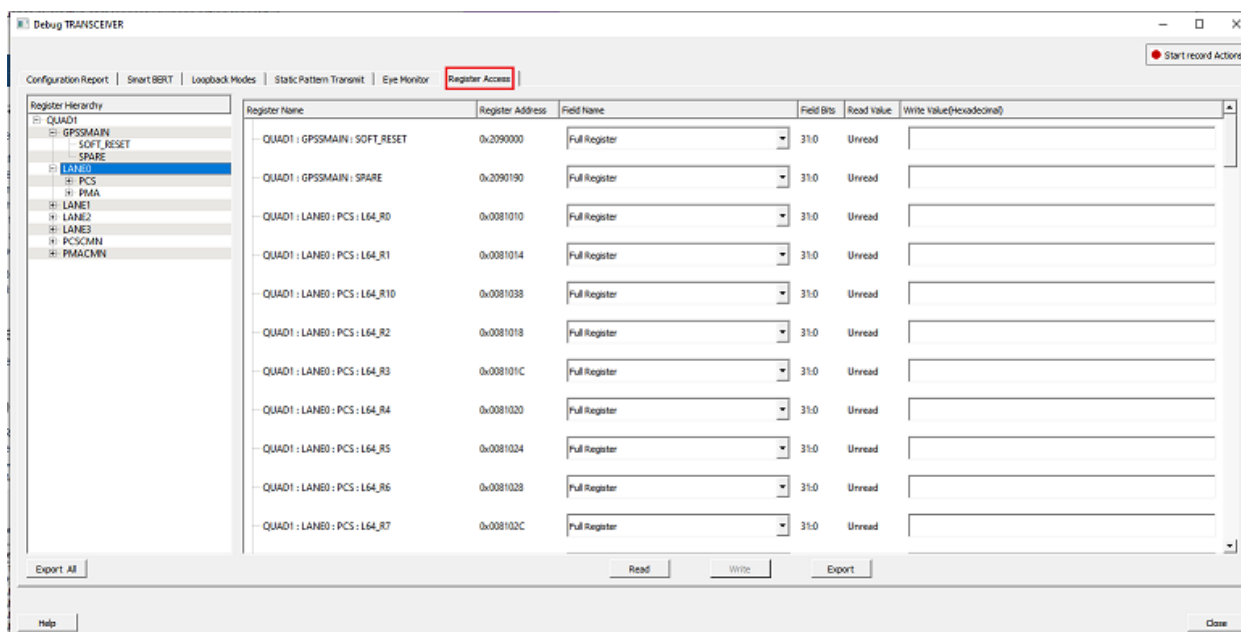 Debug TRANSCEIVER
Start record Actions
Configuration Report | Smart BERT | Loopback Modes | Static Pattern Transmit | Eye Monitor | Register Access
Register Hierarchy
QUAD1
GPSSMAIN
SOFT_RESET
SPARE
LANE0
PCS
PMA
LANE1
LANE2
LANE3
PCSCMN
PMACMN
Register Name Register Address Field Name Field Bits Read Value Write Value(Hexadecimal)
QUAD1 : GPSSMAIN : SOFT_RESET 0x2090000 Full Register 31:0 Unread
QUAD1 : GPSSMAIN : SPARE 0x2090190 Full Register 31:0 Unread
QUAD1 : LANE0 : PCS : L64_R0 0x0081010 Full Register 31:0 Unread
QUAD1 : LANE0 : PCS : L64_R1 0x0081014 Full Register 31:0 Unread
QUAD1 : LANE0 : PCS : L64_R10 0x0081038 Full Register 31:0 Unread
QUAD1 : LANE0 : PCS : L64_R2 0x0081018 Full Register 31:0 Unread
QUAD1 : LANE0 : PCS : L64_R3 0x008101C Full Register 31:0 Unread
QUAD1 : LANE0 : PCS : L64_R4 0x0081020 Full Register 31:0 Unread
QUAD1 : LANE0 : PCS : L64_R5 0x0081024 Full Register 31:0 Unread
QUAD1 : LANE0 : PCS : L64_R6 0x0081028 Full Register 31:0 Unread
QUAD1 : LANE0 : PCS : L64_R7 0x008102C Full Register 31:0 Unread
Export All Read Write Export
Help Close